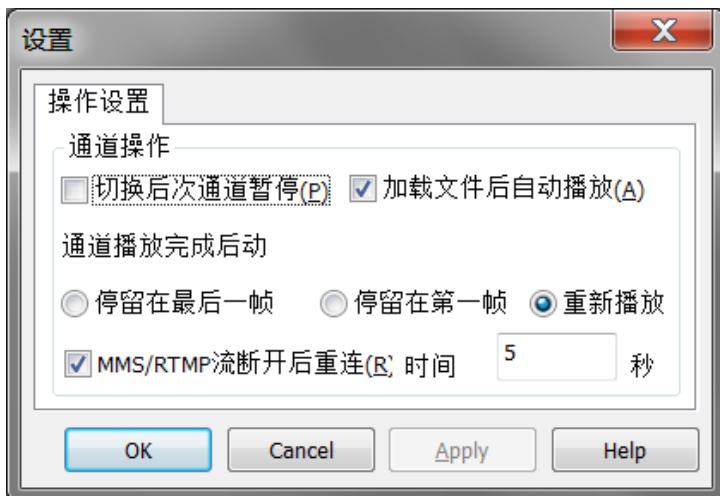 设置
操作设置
通道操作
切换后次通道暂停(P) 加载文件后自动播放(A)
通道播放完成后动
停留在最后一帧 停留在第一帧 重新播放
MMS/RTMP流断开后重连(R) 时间 5 秒
OK Cancel Apply Help